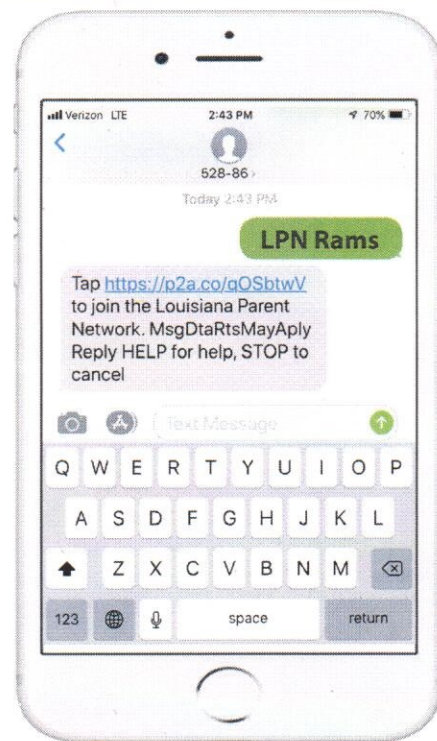 Verizon LTE 2:43 PM 70%
528-86 >
Today 2:43 PM
LPN Rams
Tap https://p2a.co/qOSbtwV
to join the Louisiana Parent
Network. MsgDtaRtsMayAply
Reply HELP for help, STOP to
cancel
Text Message
Q W E R T Y U I O P
A S D F G H J K L
Z X C V B N M
123 space return